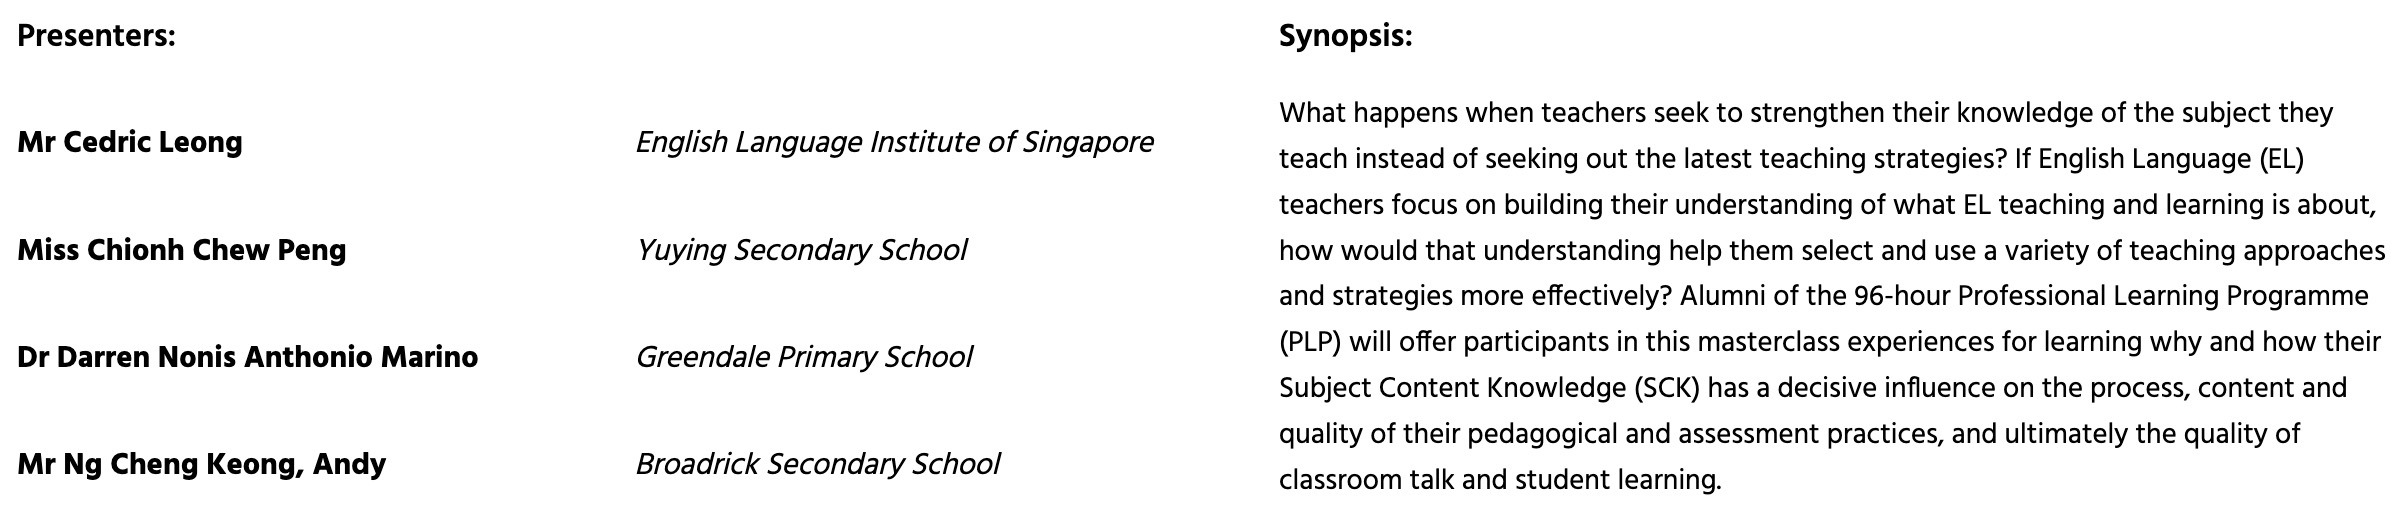 Presenters:
Mr Cedric Leong English Language Institute of Singapore
Miss Chionh Chew Peng Yuying Secondary School
Dr Darren Nonis Anthonio Marino Greendale Primary School
Mr Ng Cheng Keong, Andy Broadrick Secondary School
Synopsis:
What happens when teachers seek to strengthen their knowledge of the subject they
teach instead of seeking out the latest teaching strategies? If English Language (EL)
teachers focus on building their understanding of what EL teaching and learning is about,
how would that understanding help them select and use a variety of teaching approaches
and strategies more effectively? Alumni of the 96-hour Professional Learning Programme
(PLP) will offer participants in this masterclass experiences for learning why and how their
Subject Content Knowledge (SCK) has a decisive influence on the process, content and
quality of their pedagogical and assessment practices, and ultimately the quality of
classroom talk and student learning.